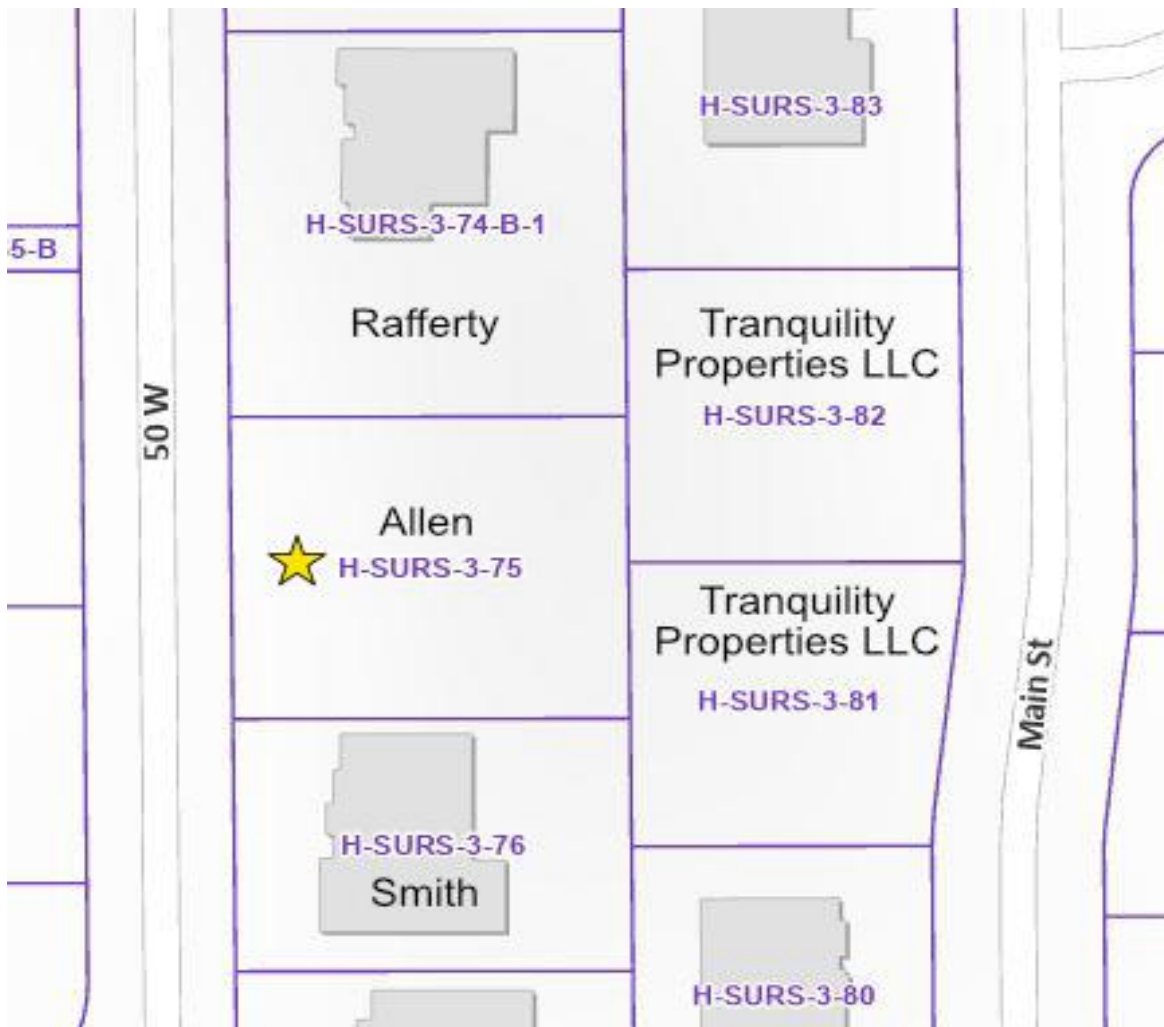 H-SURS-3-83
H-SURS-3-74-B-1
5-B
Rafferty
Tranquility
Properties LLC
H-SURS-3-82
50 W
Allen
H-SURS-3-75
Tranquility
Properties LLC
H-SURS-3-81
Main St
H-SURS-3-76
Smith
H-SURS-3-80